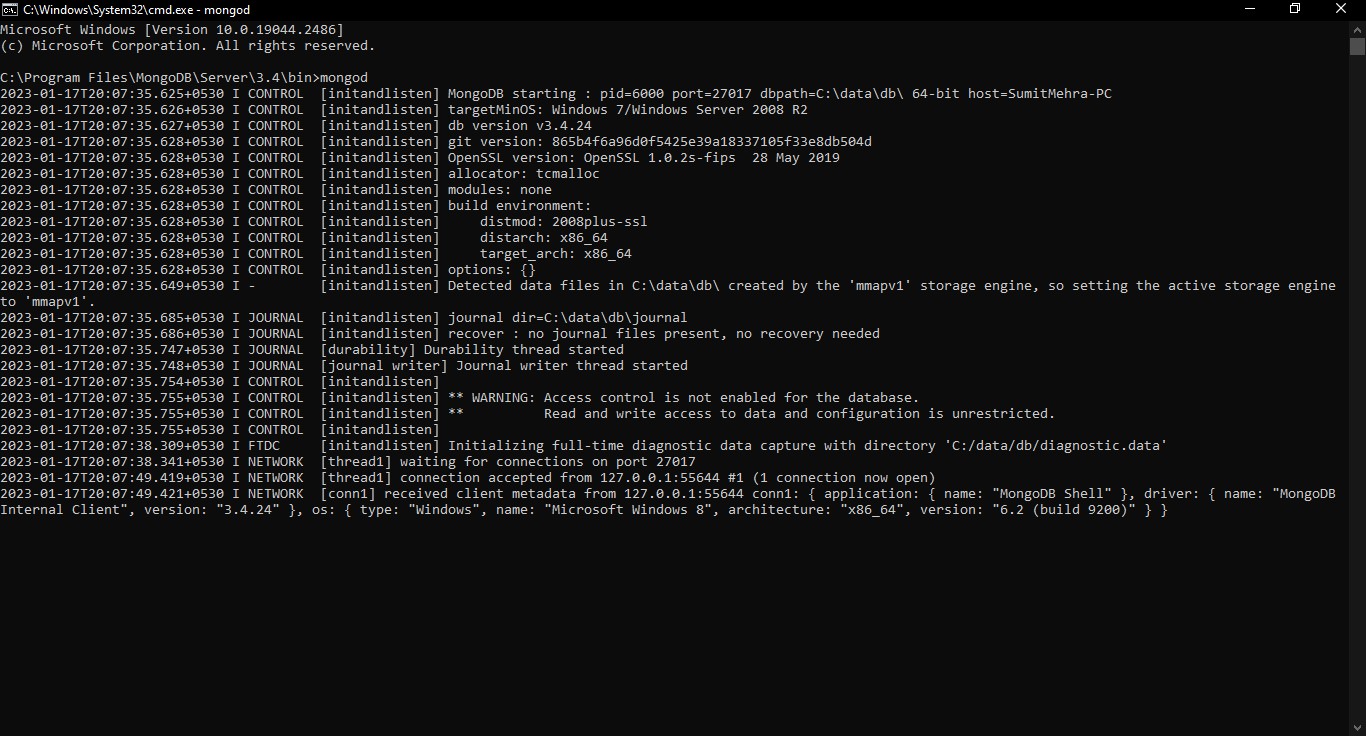 C:\Windows\System32\cmd.exe - mongod
Microsoft Windows [Version 10.0.19044.2486]
(c) Microsoft Corporation. All rights reserved.
C:\Program Files\MongoDB\Server\3.4\bin>mongod
2023-01-17T20:07:35.625+0530 I CONTROL  [initandlisten] MongoDB starting : pid=6000 port=27017 dbpath=C:\data\db\ 64-bit host=SumitMehra-PC
2023-01-17T20:07:35.626+0530 I CONTROL  [initandlisten] targetMinOS: Windows 7/Windows Server 2008 R2
2023-01-17T20:07:35.627+0530 I CONTROL  [initandlisten] db version v3.4.24
2023-01-17T20:07:35.628+0530 I CONTROL  [initandlisten] git version: 865b4f6a96d0f5425e39a18337105f33e8db504d
2023-01-17T20:07:35.628+0530 I CONTROL  [initandlisten] OpenSSL version: OpenSSL 1.0.2s-fips  28 May 2019
2023-01-17T20:07:35.628+0530 I CONTROL  [initandlisten] allocator: tcmalloc
2023-01-17T20:07:35.628+0530 I CONTROL  [initandlisten] modules: none
2023-01-17T20:07:35.628+0530 I CONTROL  [initandlisten] build environment:
2023-01-17T20:07:35.628+0530 I CONTROL  [initandlisten]     distmod: 2008plus-ssl
2023-01-17T20:07:35.628+0530 I CONTROL  [initandlisten]     distarch: x86_64
2023-01-17T20:07:35.628+0530 I CONTROL  [initandlisten]     target_arch: x86_64
2023-01-17T20:07:35.628+0530 I CONTROL  [initandlisten] options: {}
2023-01-17T20:07:35.649+0530 I -        [initandlisten] Detected data files in C:\data\db\ created by the 'mmapv1' storage engine, so setting the active storage engine
to 'mmapv1'.
2023-01-17T20:07:35.685+0530 I JOURNAL  [initandlisten] journal dir=C:\data\db\journal
2023-01-17T20:07:35.686+0530 I JOURNAL  [initandlisten] recover : no journal files present, no recovery needed
2023-01-17T20:07:35.747+0530 I JOURNAL  [durability] Durability thread started
2023-01-17T20:07:35.748+0530 I JOURNAL  [journal writer] Journal writer thread started
2023-01-17T20:07:35.754+0530 I CONTROL  [initandlisten]
2023-01-17T20:07:35.755+0530 I CONTROL  [initandlisten] ** WARNING: Access control is not enabled for the database.
2023-01-17T20:07:35.755+0530 I CONTROL  [initandlisten] **          Read and write access to data and configuration is unrestricted.
2023-01-17T20:07:35.755+0530 I CONTROL  [initandlisten]
2023-01-17T20:07:38.309+0530 I FTDC     [initandlisten] Initializing full-time diagnostic data capture with directory 'C:/data/db/diagnostic.data'
2023-01-17T20:07:38.341+0530 I NETWORK  [thread1] waiting for connections on port 27017
2023-01-17T20:07:49.419+0530 I NETWORK  [thread1] connection accepted from 127.0.0.1:55644 #1 (1 connection now open)
2023-01-17T20:07:49.421+0530 I NETWORK  [conn1] received client metadata from 127.0.0.1:55644 conn1: { application: { name: "MongoDB Shell" }, driver: { name: "MongoDB
Internal Client", version: "3.4.24" }, os: { type: "Windows", name: "Microsoft Windows 8", architecture: "x86_64", version: "6.2 (build 9200)" } }